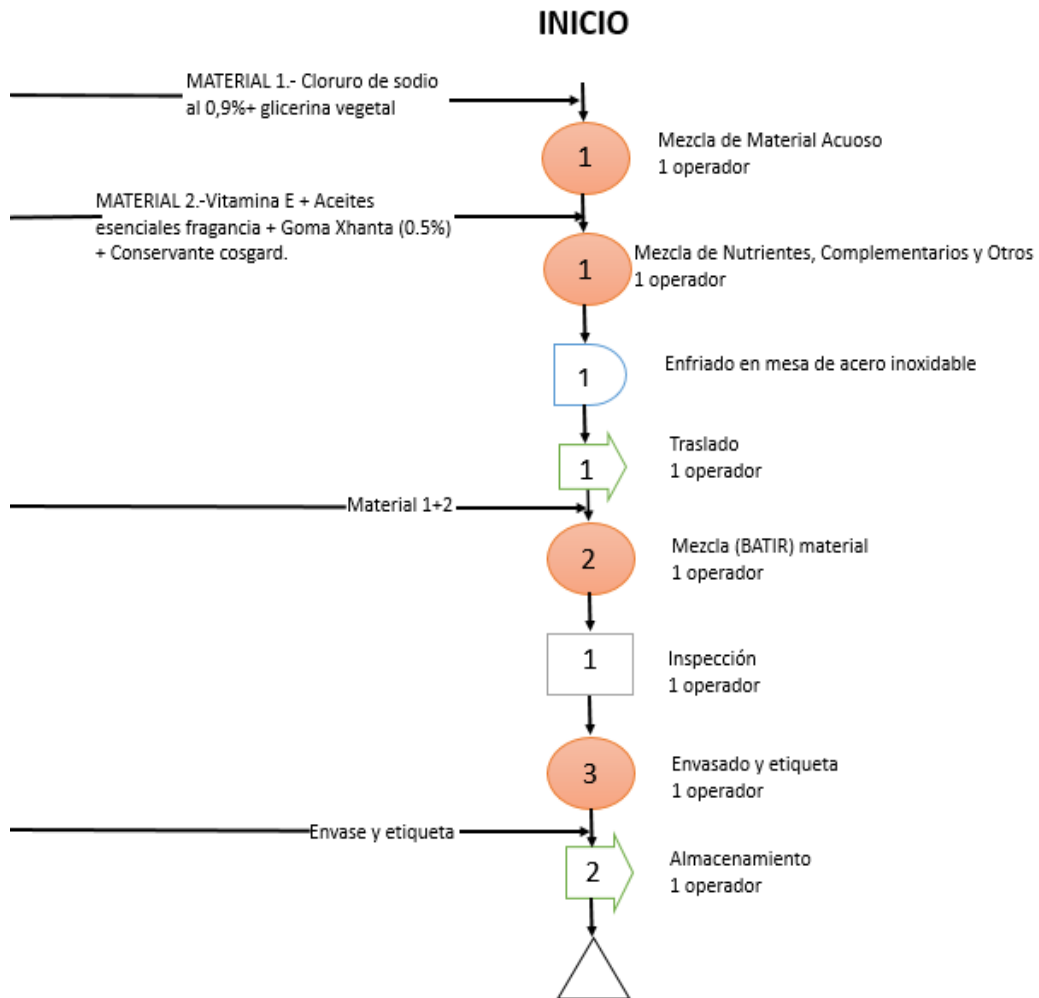 INICIO
MATERIAL 1.- Cloruro de sodio
al 0,9%+ glicerina vegetal
1
Mezcla de Material Acuoso
1 operador
MATERIAL 2.-Vitamina E + Aceites
esenciales fragancia + Goma Xhanta (0.5%)
+ Conservante cosgard.
1
Mezcla de Nutrientes, Complementarios y Otros
1 operador
1
Enfriado en mesa de acero inoxidable
1
Traslado
1 operador
Material 1+2
2
Mezcla (BATIR) material
1 operador
1
Inspección
1 operador
3
Envasado y etiqueta
1 operador
Envase y etiqueta
2
Almacenamiento
1 operador